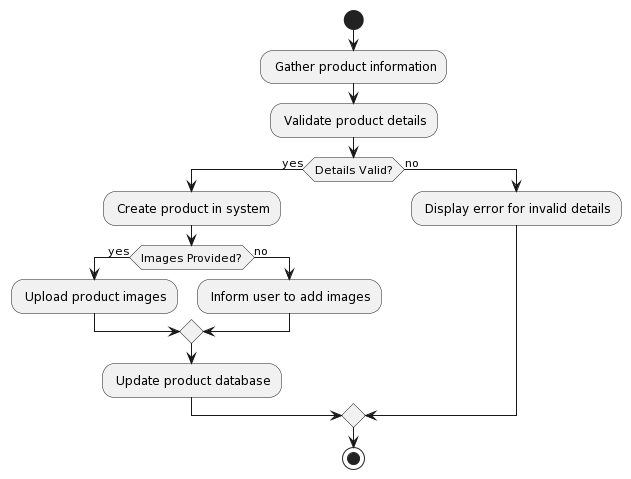 Gather product information
Validate product details
yes
Details Valid?
no
Create product in system
Display error for invalid details
yes
Images Provided?
no
Upload product images
Inform user to add images
Update product database